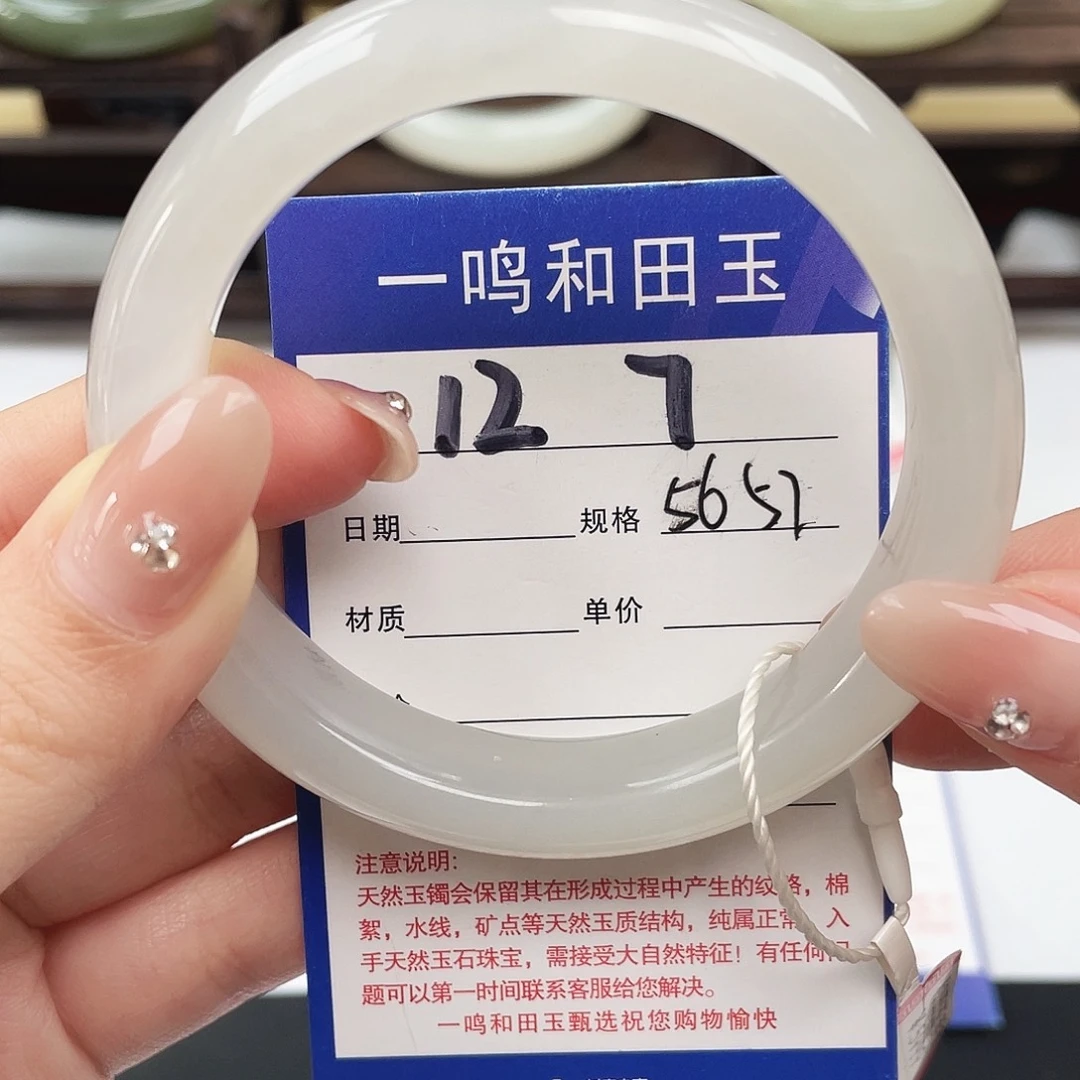 一鸣和田玉
12 7
日期 规格 56 57
材质 单价
注意说明:
天然玉镯会保留其在形成过程中产生的纹路，棉
絮，水线，矿点等天然玉质结构，纯属正常，入
手天然玉石珠宝，需接受大自然特征！有任何问
题可以第一时间联系客服给您解决。
一鸣和田玉甄选祝您购物愉快